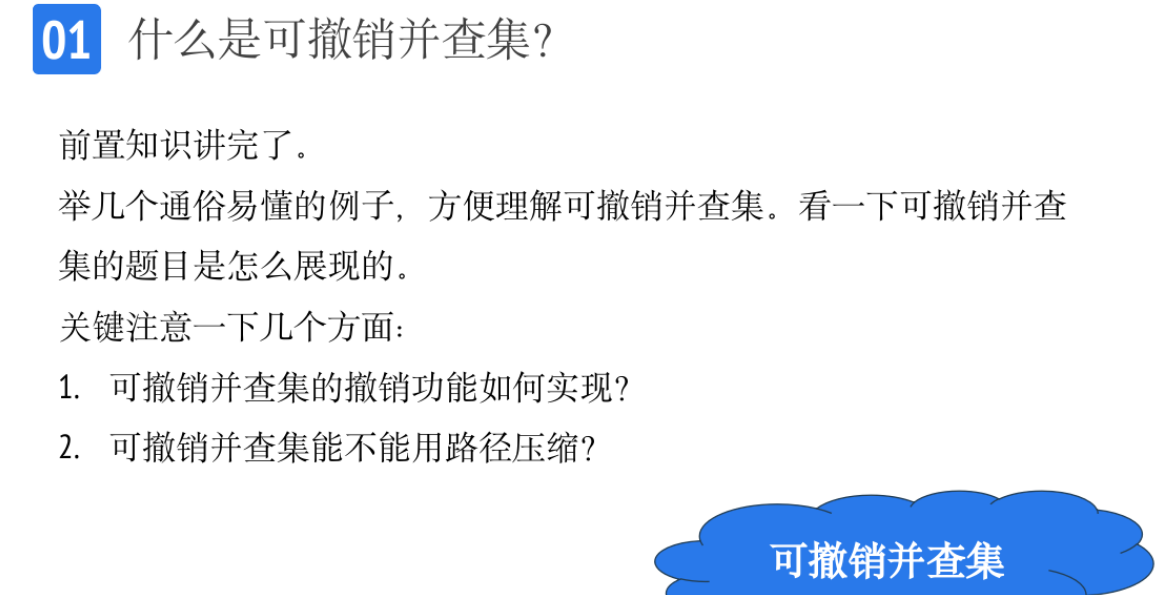 01 什么是可撤销并查集?
前置知识讲完了。
举几个通俗易懂的例子，方便理解可撤销并查集。看一下可撤销并查
集的题目是怎么展现的。
关键注意一下几个方面:
1. 可撤销并查集的撤销功能如何实现?
2. 可撤销并查集能不能用路径压缩?
可撤销并查集